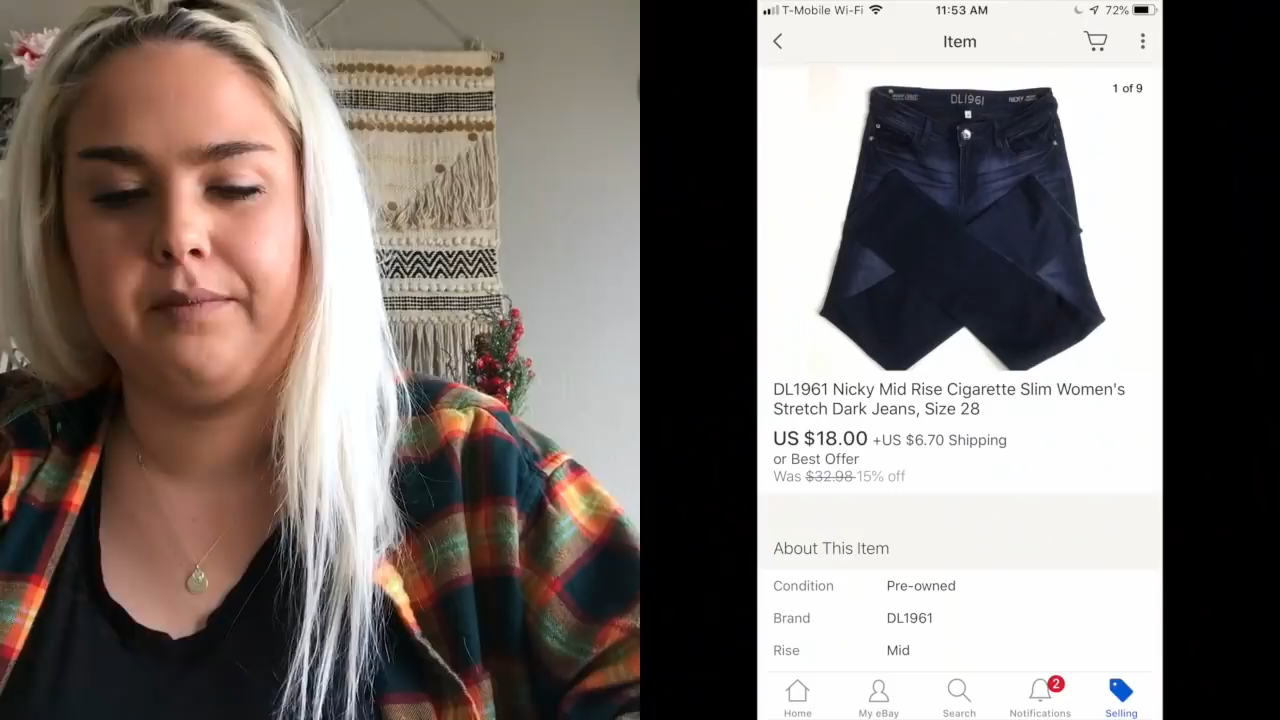 T-Mobile Wi-Fi 11:53 AM 72%
Item
1 of 9
DL1961
NICKY
DL1961 Nicky Mid Rise Cigarette Slim Women's
Stretch Dark Jeans, Size 28
US $18.00 +US $6.70 Shipping
or Best Offer
Was $32.98 15% off
About This Item
Condition Pre-owned
Brand DL1961
Rise Mid
2
Home My eBay Search Notifications Selling